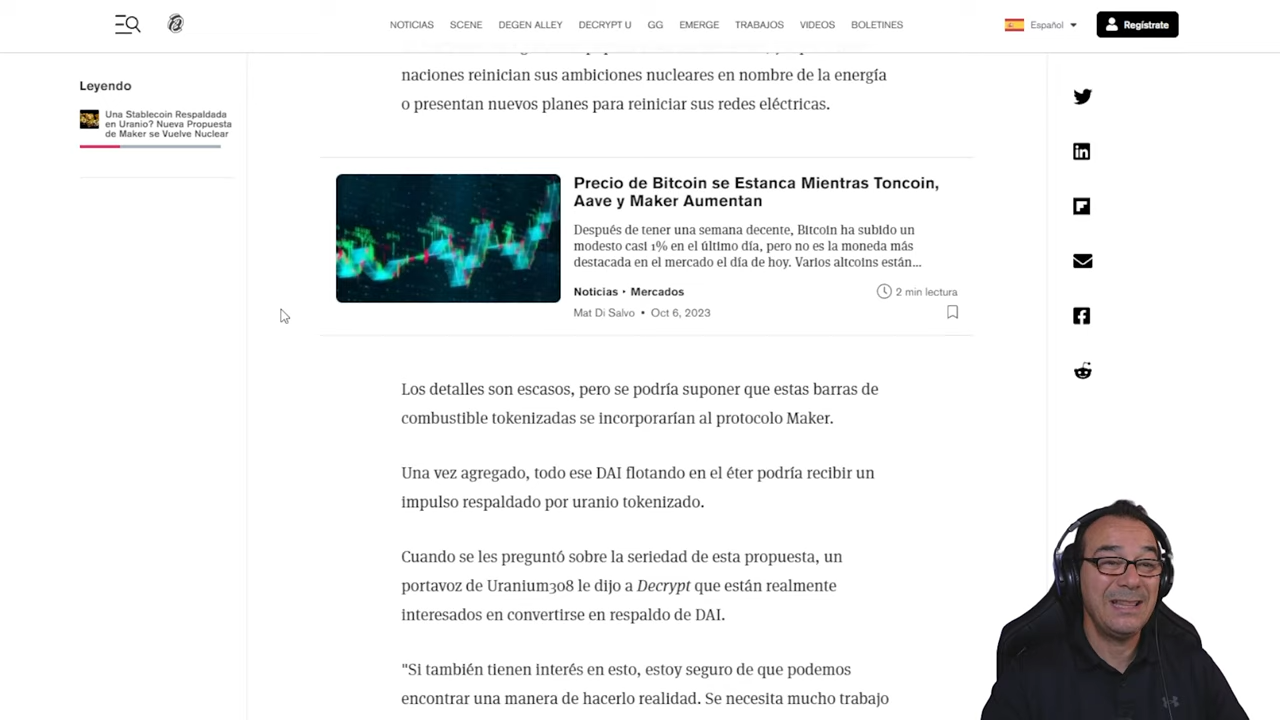 NOTICIAS SCENE DEGEN ALLEY DECRYPT U GG EMERGE TRABAJOS VIDEOS BOLETINES Español Regístrate
Leyendo
Una Stablecoin Respaldada
en Uranio? Nueva Propuesta
de Maker se Vuelve Nuclear
naciones reinician sus ambiciones nucleares en nombre de la energía
o presentan nuevos planes para reiniciar sus redes eléctricas.
Precio de Bitcoin se Estanca Mientras Toncoin,
Aave y Maker Aumentan
Después de tener una semana decente, Bitcoin ha subido un
modesto casi 1% en el último día, pero no es la moneda más
destacada en el mercado el día de hoy. Varios altcoins están...
Noticias • Mercados 2 min lectura
Mat Di Salvo • Oct 6, 2023
Los detalles son escasos, pero se podría suponer que estas barras de
combustible tokenizadas se incorporarían al protocolo Maker.
Una vez agregado, todo ese DAI flotando en el éter podría recibir un
impulso respaldado por uranio tokenizado.
Cuando se les preguntó sobre la seriedad de esta propuesta, un
portavoz de Uranium308 le dijo a Decrypt que están realmente
interesados en convertirse en respaldo de DAI.
"Si también tienen interés en esto, estoy seguro de que podemos
encontrar una manera de hacerlo realidad. Se necesita mucho trabajo